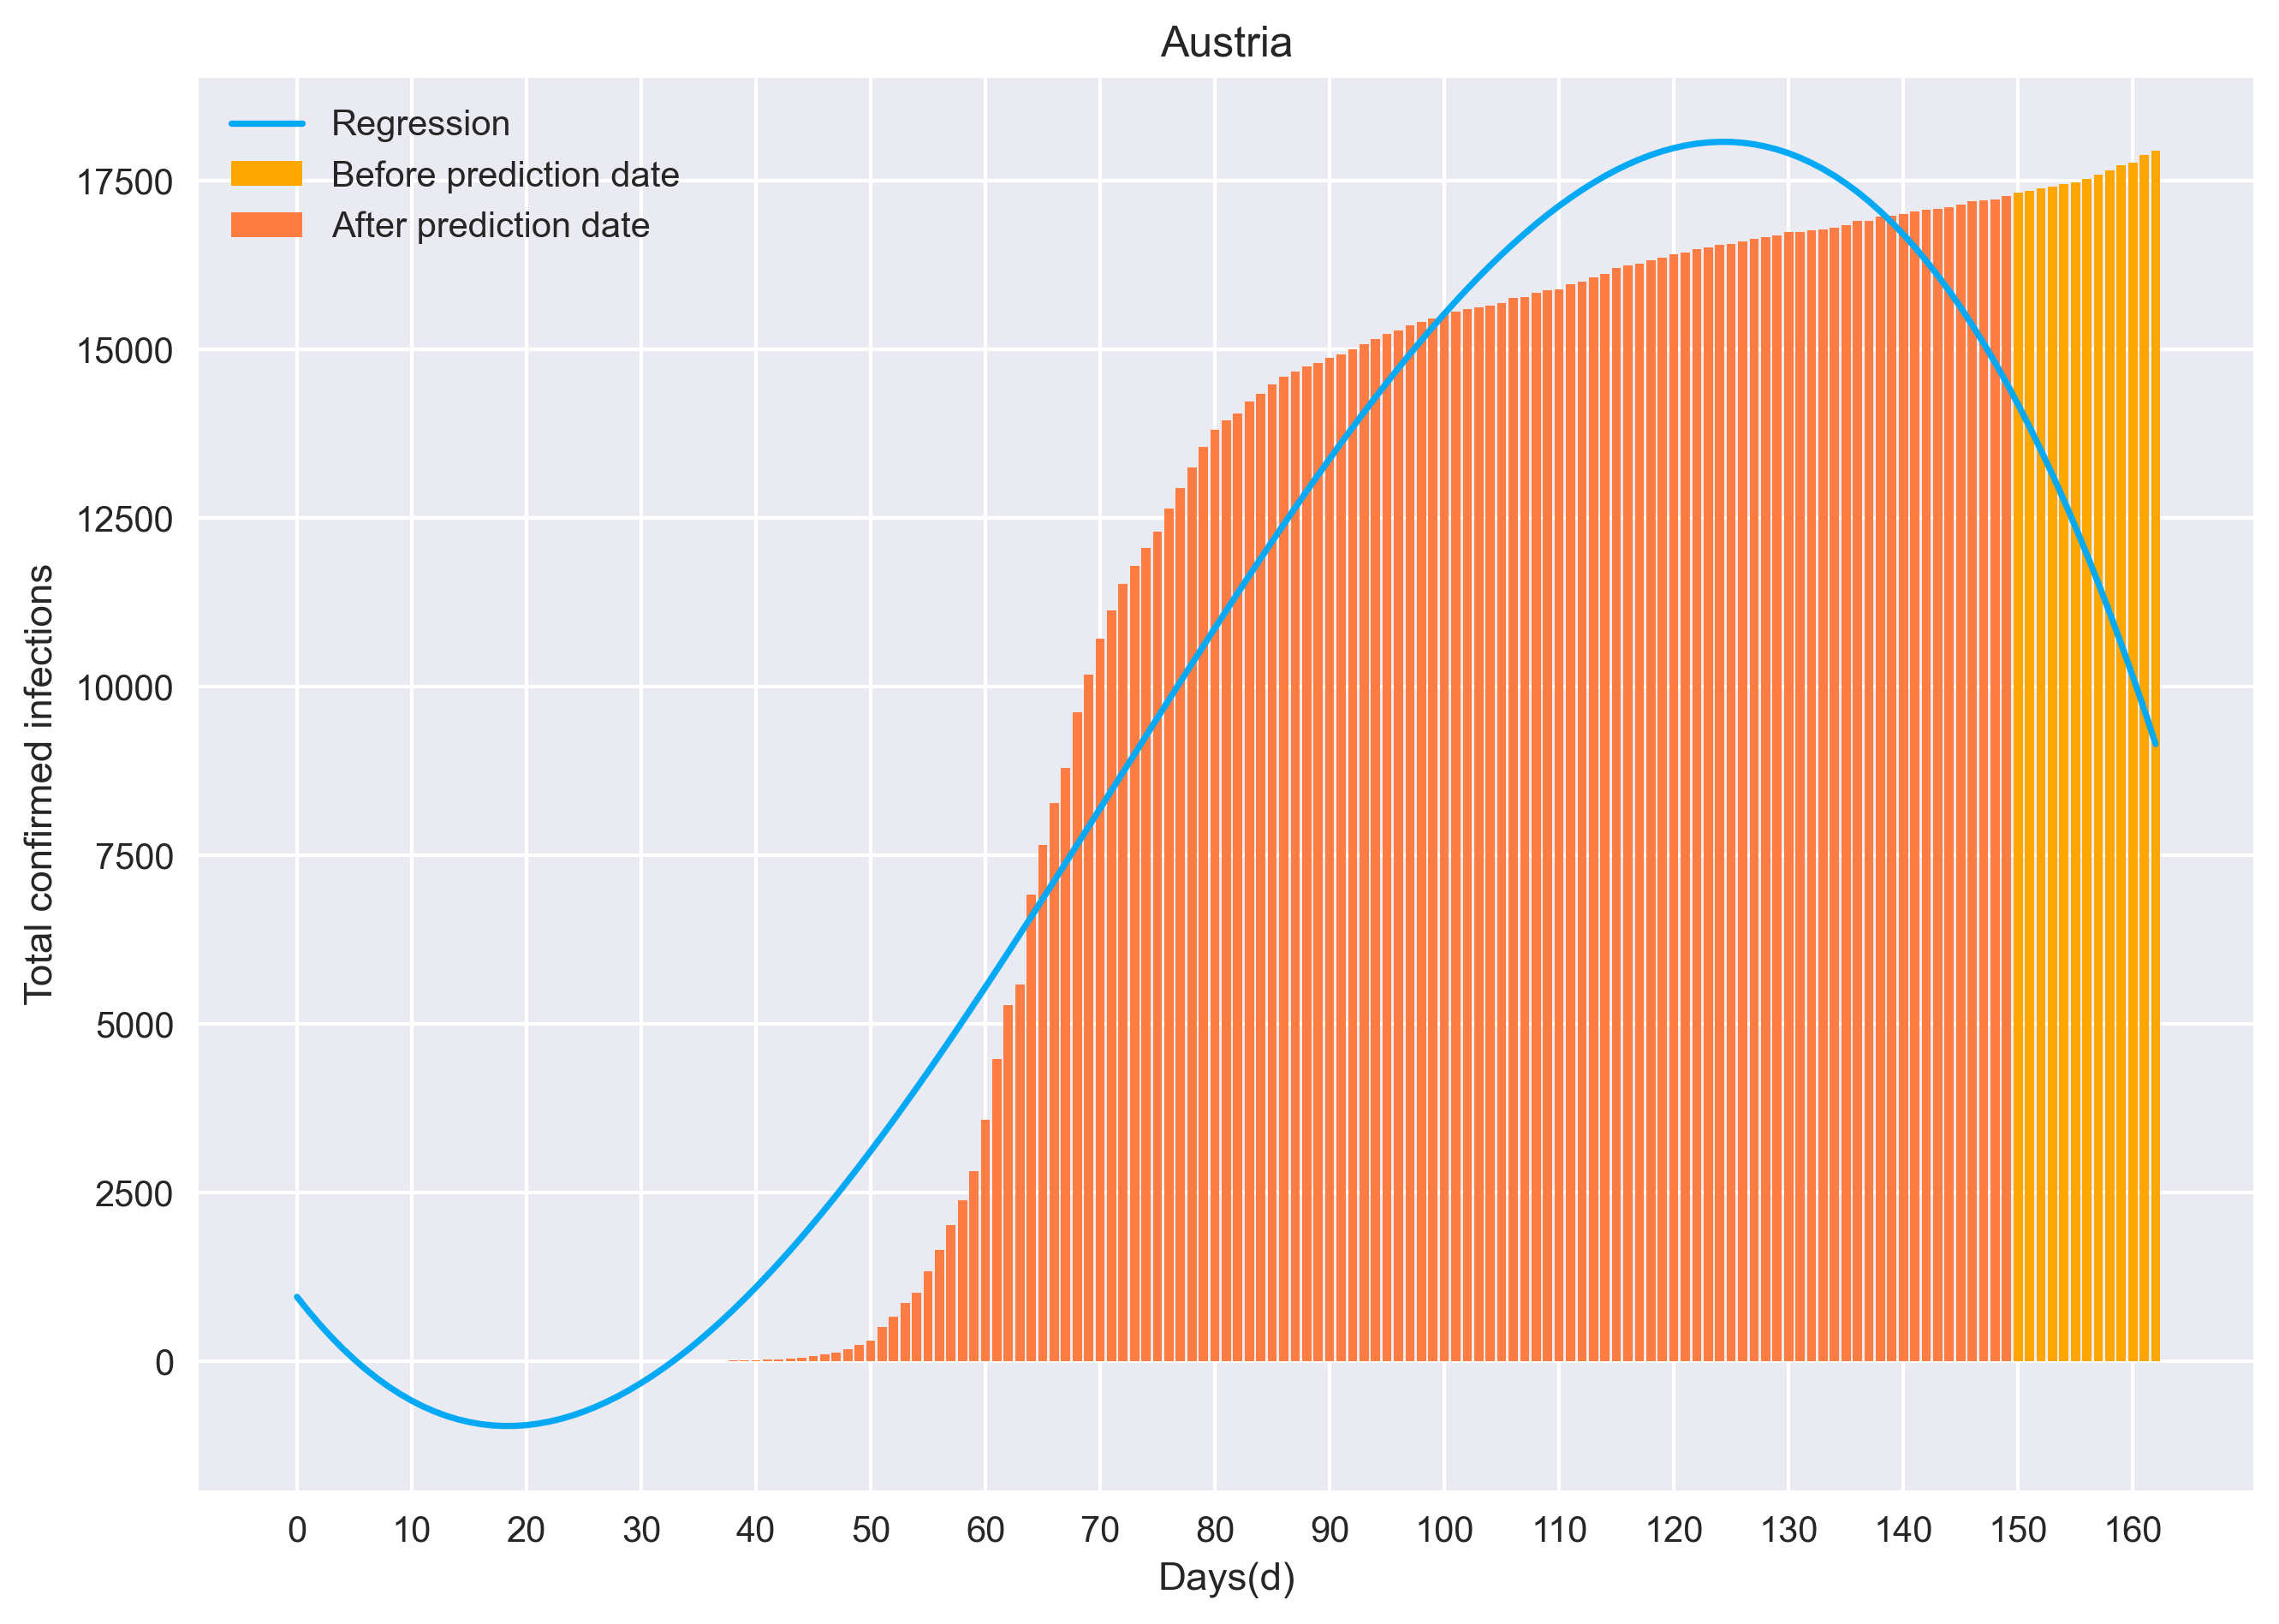 Austria
Regression
Before prediction date
After prediction date
Total confirmed infections
17500
15000
12500
10000
7500
5000
2500
0
0 10 20 30 40 50 60 70 80 90 100 110 120 130 140 150 160
Days(d)